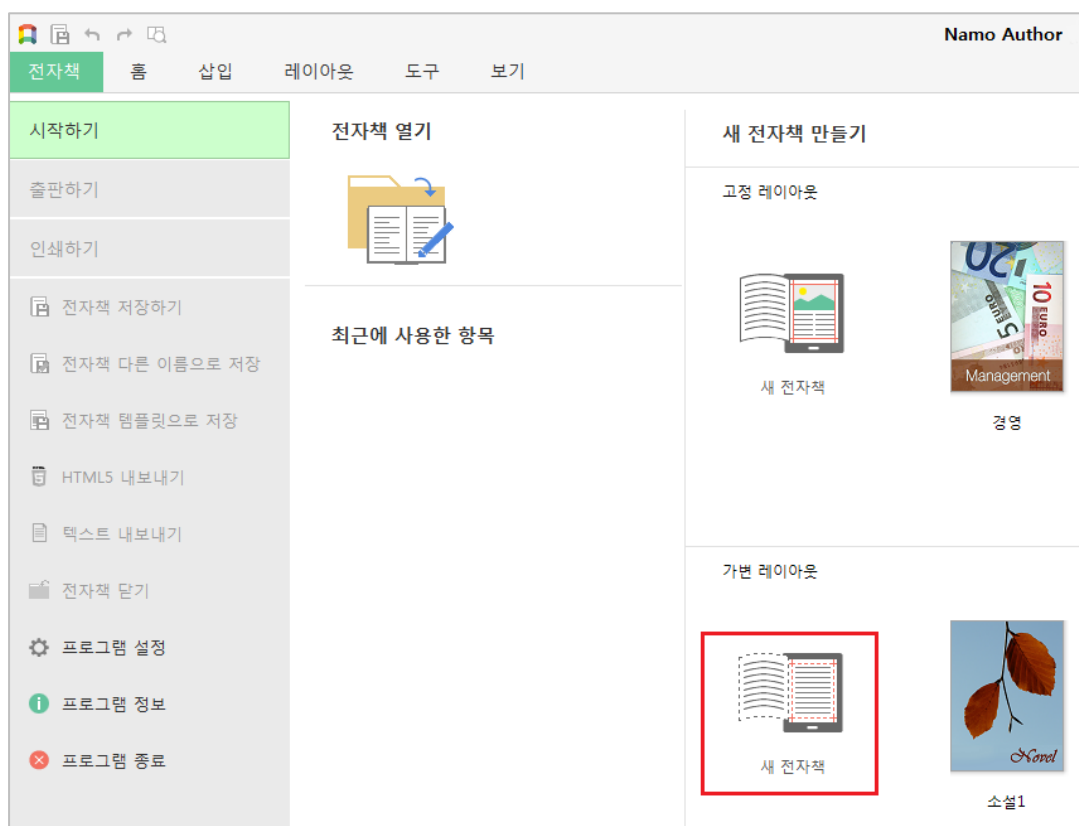 Namo Author
전자책 홈 삽입 레이아웃 도구 보기
시작하기
출판하기
인쇄하기
전자책 저장하기
전자책 다른 이름으로 저장
전자책 템플릿으로 저장
HTML5 내보내기
텍스트 내보내기
전자책 닫기
프로그램 설정
프로그램 정보
프로그램 종료
전자책 열기
최근에 사용한 항목
새 전자책 만들기
고정 레이아웃
새 전자책
20
10 EURO
5 EURO
Management
경영
가변 레이아웃
새 전자책
Novel
소설1